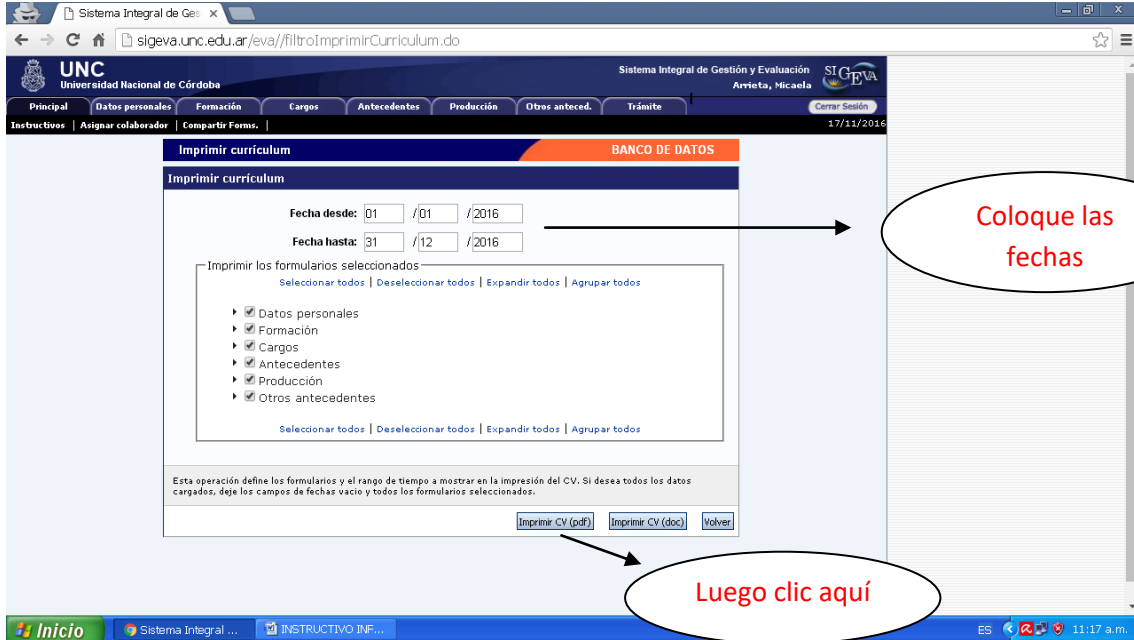 Sistema Integral de Ges
sigeva.unc.edu.ar/eva//filtroImprimirCurriculum.do
UNC
Universidad Nacional de Córdoba
Sistema Integral de Gestión y Evaluación
Arrieta, Micaela
SIGEVA
Principal Datos personales Formación Cargos Antecedentes Producción Otros anteced. Trámite
Cerrar Sesión
Instructivos | Asignar colaborador | Compartir Forms. |
17/11/2016
Imprimir currículum
BANCO DE DATOS
Imprimir currículum
Fecha desde: 01 / 01 / 2016
Fecha hasta: 31 / 12 / 2016
Coloque las
fechas
Imprimir los formularios seleccionados
Seleccionar todos | Deseleccionar todos | Expandir todos | Agrupar todos
Datos personales
Formación
Cargos
Antecedentes
Producción
Otros antecedentes
Seleccionar todos | Deseleccionar todos | Expandir todos | Agrupar todos
Esta operación define los formularios y el rango de tiempo a mostrar en la impresión del CV. Si desea todos los datos
cargados, deje los campos de fechas vacio y todos los formularios seleccionados.
Imprimir CV (pdf) Imprimir CV (doc) Volver
Luego clic aquí
Inicio
Sistema Integral ...
INSTRUCTIVO INF...
ES
11:17 a.m.